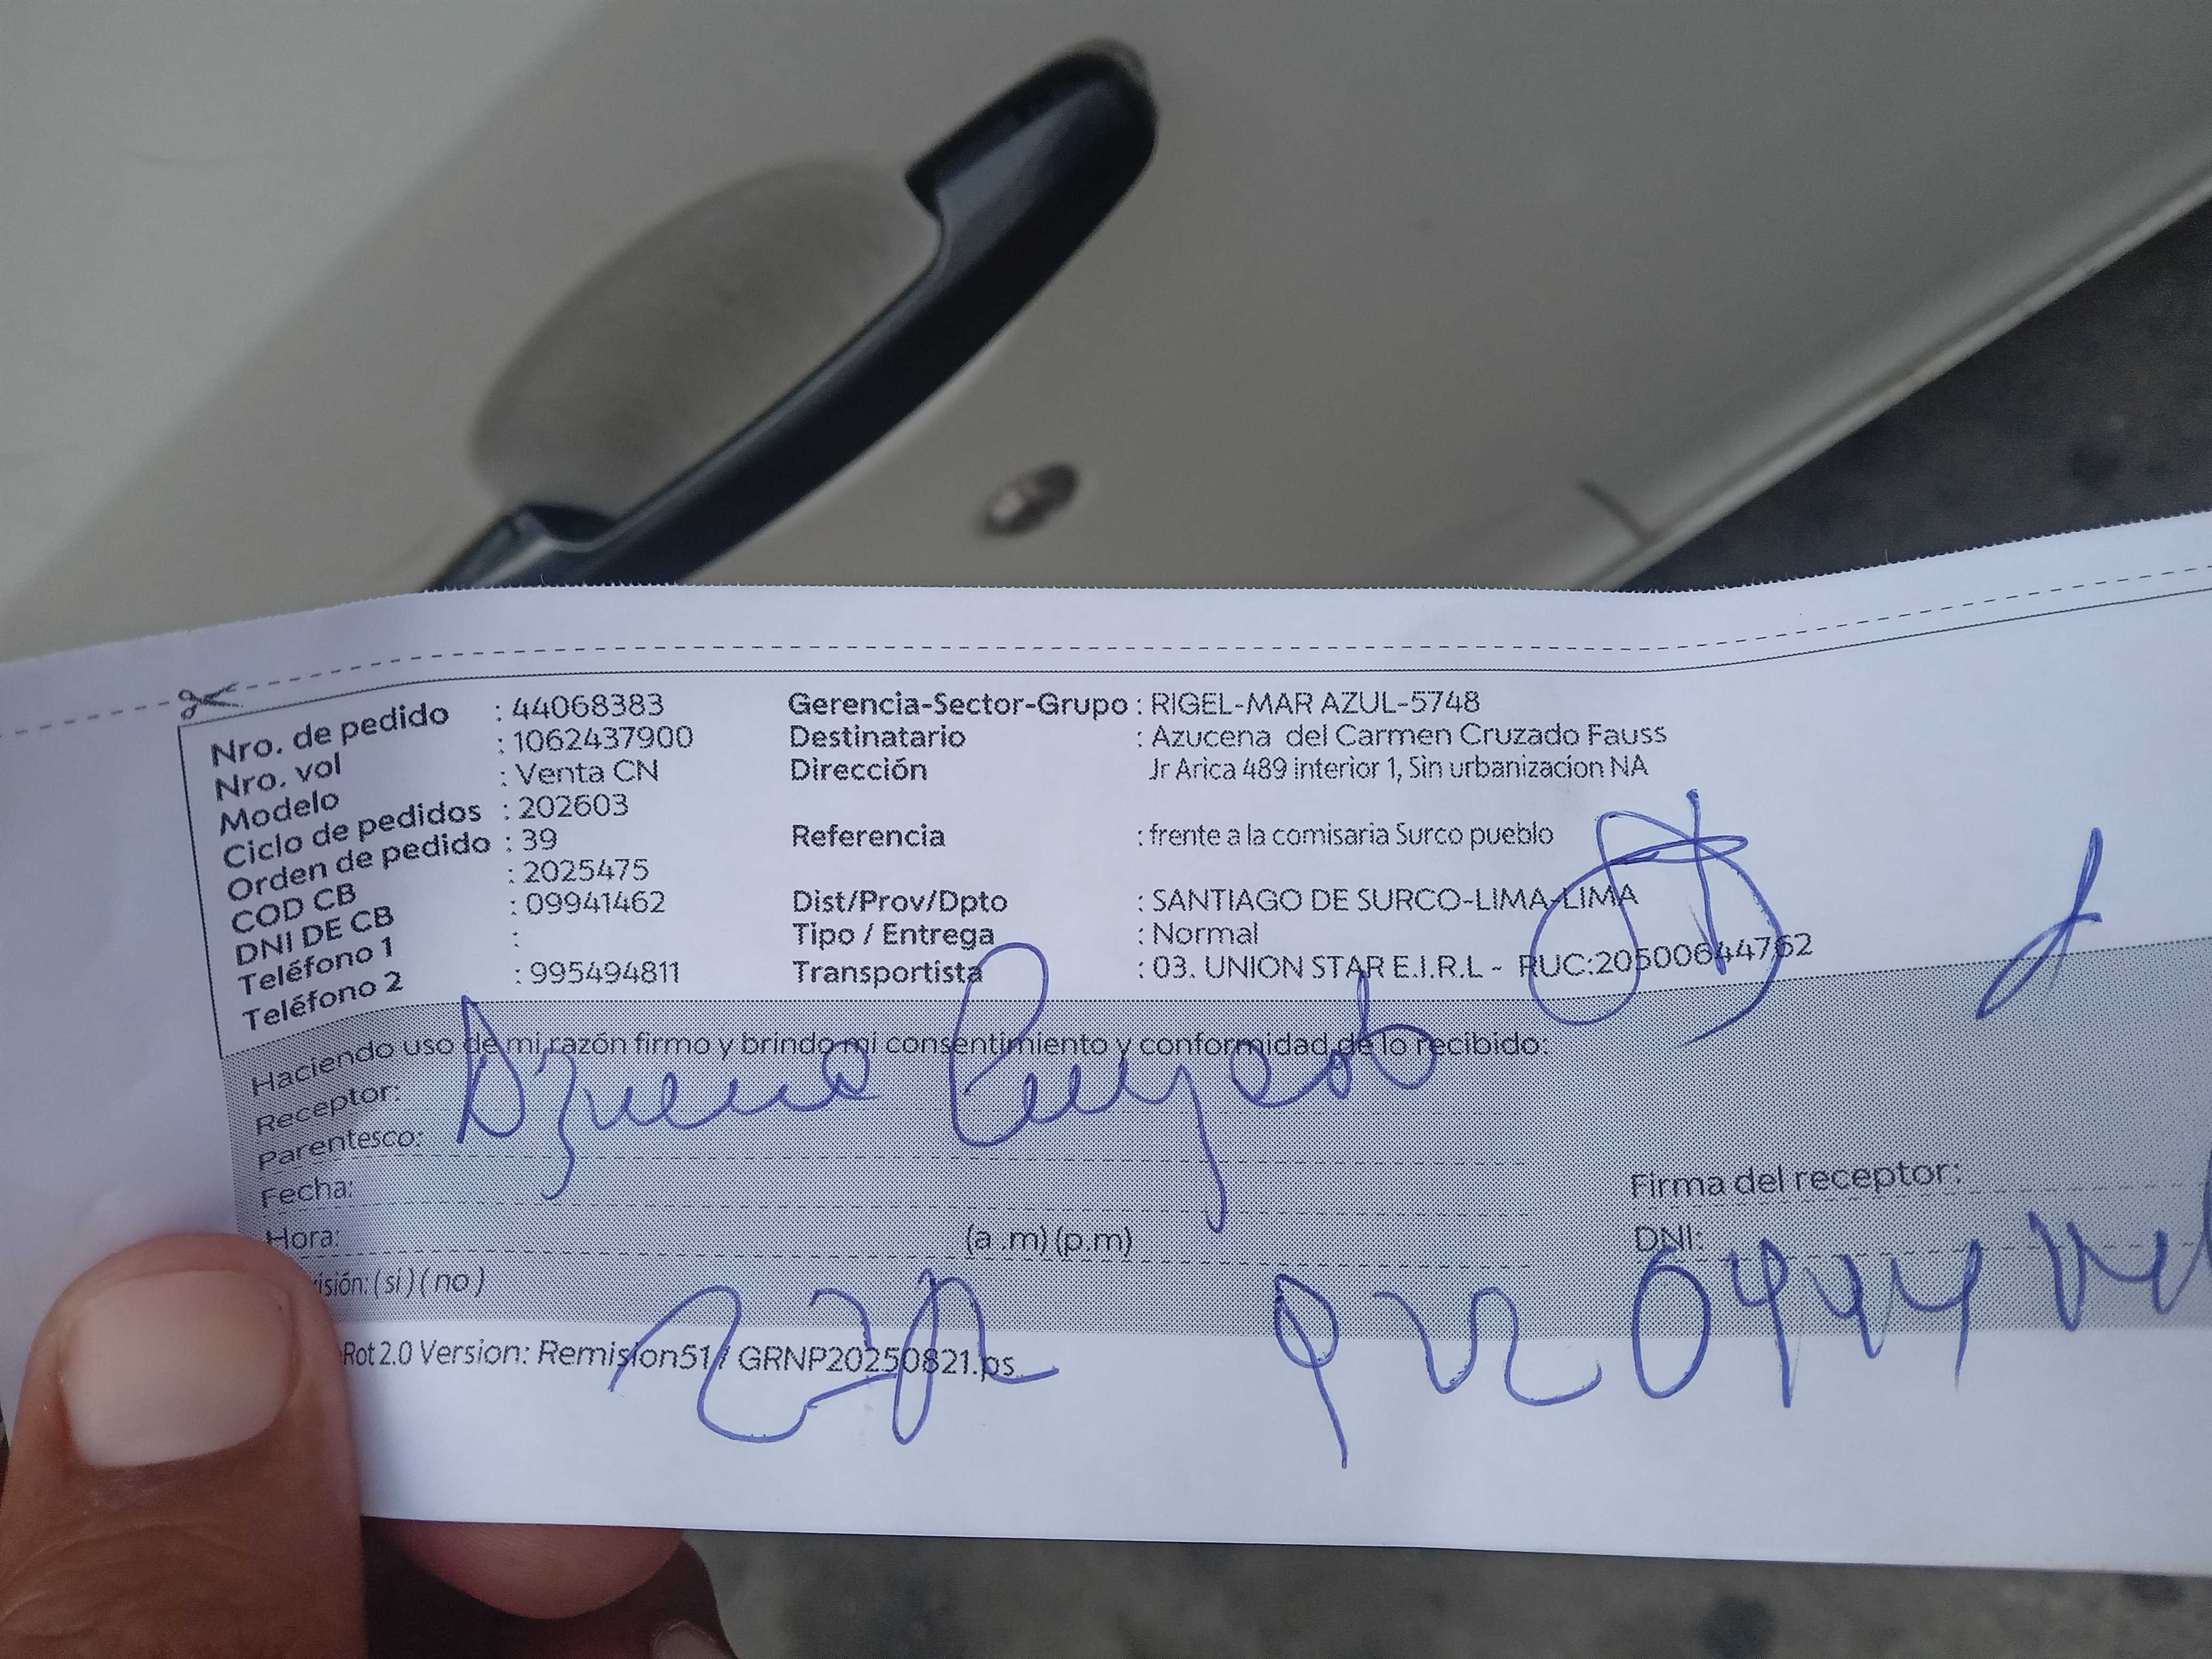 Nro. de pedido : 44068383 Gerencia-Sector-Grupo : RIGEL-MAR AZUL-5748
Nro. vol : 1062437900 Destinatario : Azucena del Carmen Cruzado Fauss
Modelo : Venta CN Dirección Jr Arica 489 interior 1, Sin urbanizacion NA
Ciclo de pedidos : 202603
Orden de pedido : 39 Referencia : frente a la comisaria Surco pueblo
COD CB : 2025475
DNI DE CB : 09941462 Dist/Prov/Dpto : SANTIAGO DE SURCO-LIMA-LIMA
Teléfono 1 : Tipo / Entrega : Normal
Teléfono 2 : 995494811 Transportista : 03. UNION STAR E.I.R.L - RUC:20500644762
Haciendo uso de mi razón firmo y brindo mi consentimiento y conformidad de lo recibido:
Receptor:
Parentesco:
Fecha: Firma del receptor:
Hora: (a .m) (p.m) DNI:
isión: ( si ) ( no )
Rot 2.0 Version: Remision51 / GRNP20250821.ps